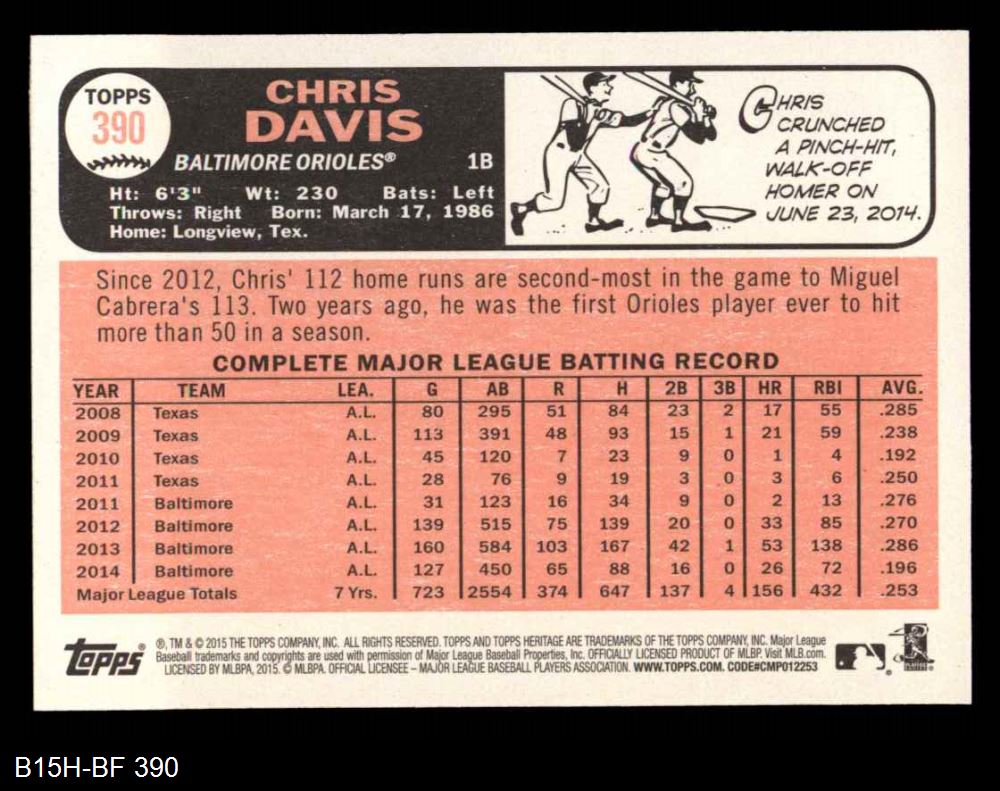 TOPPS
390
CHRIS
DAVIS
BALTIMORE ORIOLES® 1B
Ht: 6'3" Wt: 230 Bats: Left
Throws: Right Born: March 17, 1986
Home: Longview, Tex.
CHRIS
CRUNCHED
A PINCH-HIT,
WALK-OFF
HOMER ON
JUNE 23, 2014.
Since 2012, Chris' 112 home runs are second-most in the game to Miguel
Cabrera's 113. Two years ago, he was the first Orioles player ever to hit
more than 50 in a season.
COMPLETE MAJOR LEAGUE BATTING RECORD
YEAR TEAM LEA. G AB R H 2B 3B HR RBI AVG.
2008 Texas A.L. 80 295 51 84 23 2 17 55 .285
2009 Texas A.L. 113 391 48 93 15 1 21 59 .238
2010 Texas A.L. 45 120 7 23 9 0 1 4 .192
2011 Texas A.L. 28 76 9 19 3 0 3 6 .250
2011 Baltimore A.L. 31 123 16 34 9 0 2 13 .276
2012 Baltimore A.L. 139 515 75 139 20 0 33 85 .270
2013 Baltimore A.L. 160 584 103 167 42 1 53 138 .286
2014 Baltimore A.L. 127 450 65 88 16 0 26 72 .196
Major League Totals 7 Yrs. 723 2554 374 647 137 4 156 432 .253
Topps®
®, TM & © 2015 THE TOPPS COMPANY, INC. ALL RIGHTS RESERVED. TOPPS AND TOPPS HERITAGE ARE TRADEMARKS OF THE TOPPS COMPANY, INC. Major League
Baseball trademarks and copyrights are used with permission of Major League Baseball Properties, Inc. OFFICIALLY LICENSED PRODUCT OF MLBP. Visit MLB.com.
LICENSED BY MLBPA, 2015. © MLBPA. OFFICIAL LICENSEE – MAJOR LEAGUE BASEBALL PLAYERS ASSOCIATION. WWW.TOPPS.COM. CODE#CMP012253
B15H-BF 390